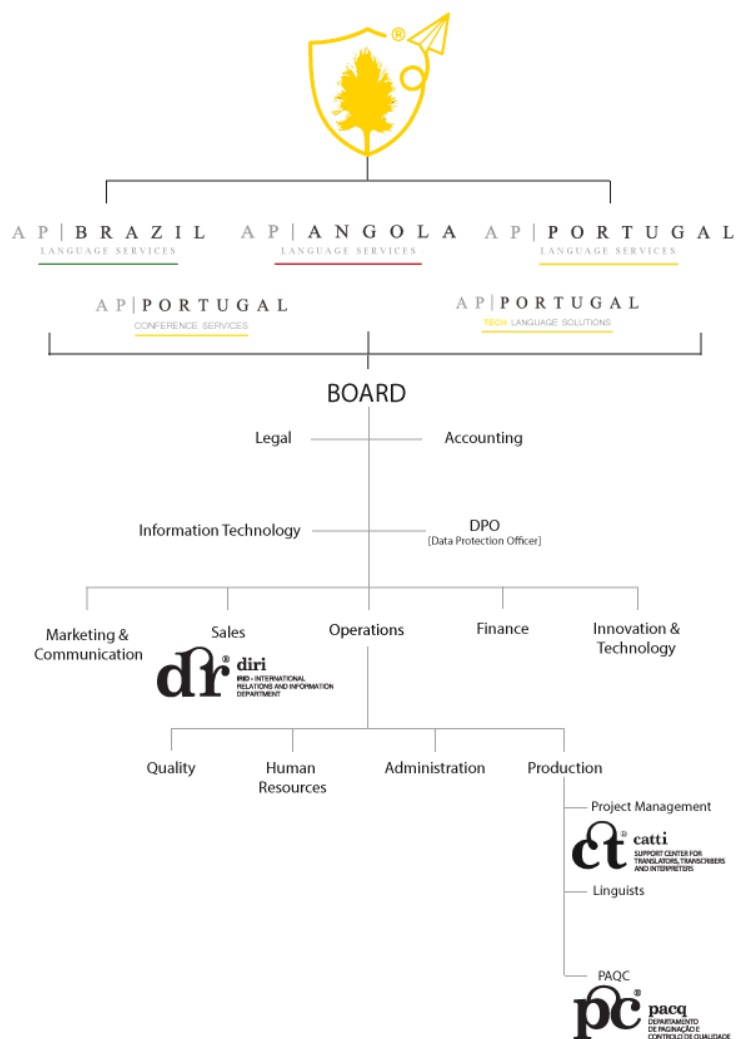 ®
AP|BRAZIL
LANGUAGE SERVICES
AP|ANGOLA
LANGUAGE SERVICES
AP|PORTUGAL
LANGUAGE SERVICES
AP|PORTUGAL
CONFERENCE SERVICES
AP|PORTUGAL
TECH LANGUAGE SOLUTIONS
BOARD
Legal
Accounting
Information Technology
DPO
[Data Protection Officer]
Marketing &
Communication
Sales
dr®
diri
IRID - INTERNATIONAL
RELATIONS AND INFORMATION
DEPARTMENT
Operations
Finance
Innovation &
Technology
Quality
Human
Resources
Administration
Production
Project Management
ct®
catti
SUPPORT CENTER FOR
TRANSLATORS, TRANSCRIBERS
AND INTERPRETERS
Linguists
PAQC
pc®
pacq
DEPARTAMENTO
DE PAGINAÇÃO E
CONTROLO DE QUALIDADE